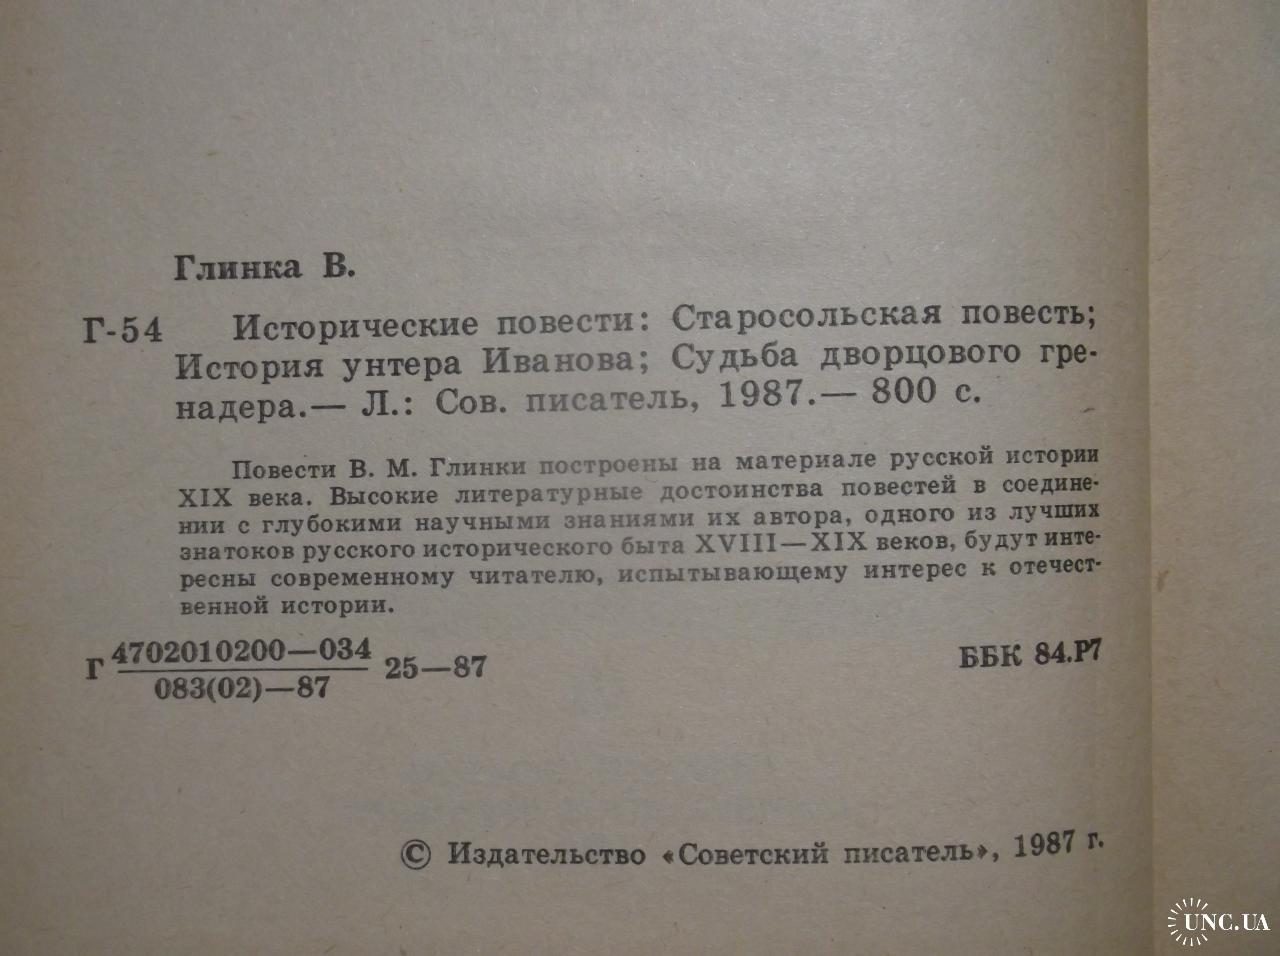 Глинка В.
Г-54 Исторические повести: Старосольская повесть;
История унтера Иванова; Судьба дворцового гре-
надера.— Л.: Сов. писатель, 1987.— 800 с.
Повести В. М. Глинки построены на материале русской истории
XIX века. Высокие литературные достоинства повестей в соедине-
нии с глубокими научными знаниями их автора, одного из лучших
знатоков русского исторического быта XVIII—XIX веков, будут инте-
ресны современному читателю, испытывающему интерес к отечест-
венной истории.
Г 4702010200—034
083(02)—87 25—87 ББК 84.Р7
© Издательство «Советский писатель», 1987 г.
UNC.UA